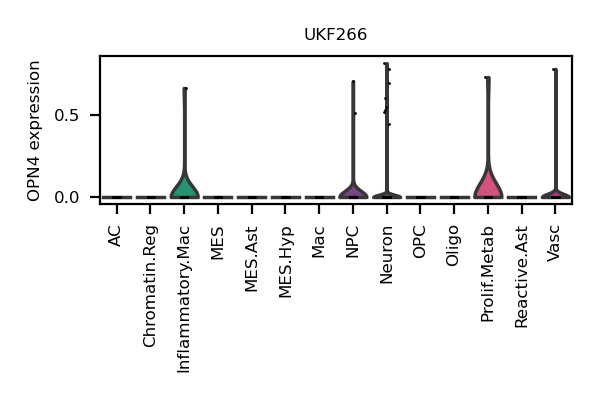 UKF266
OPN4 expression
0.5
0.0
AC
Chromatin.Reg
Inflammatory.Mac
MES
MES.Ast
MES.Hyp
Mac
NPC
Neuron
OPC
Oligo
Prolif.Metab
Reactive.Ast
Vasc